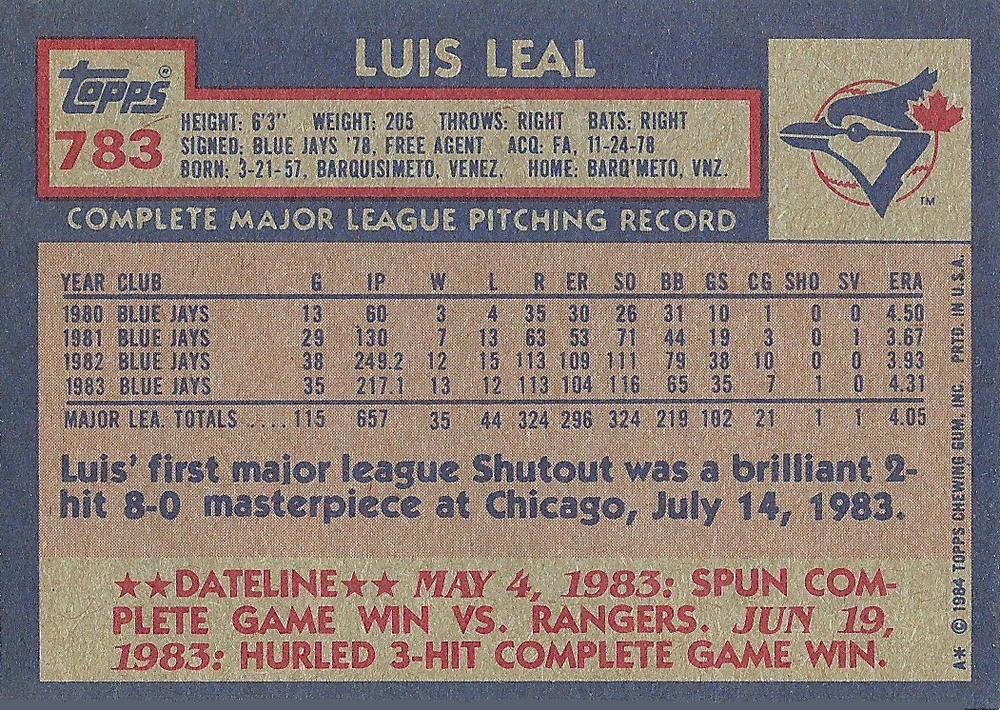 LUIS LEAL
Topps®
783
HEIGHT: 6'3" WEIGHT: 205 THROWS: RIGHT BATS: RIGHT
SIGNED: BLUE JAYS '78, FREE AGENT ACQ: FA, 11-24-78
BORN: 3-21-57, BARQUISIMETO, VENEZ. HOME: BARQ'METO, VNZ.
TM
COMPLETE MAJOR LEAGUE PITCHING RECORD
YEAR CLUB G IP W L R ER SO BB GS CG SHO SV ERA
1980 BLUE JAYS 13 60 3 4 35 30 26 31 10 1 0 0 4.50
1981 BLUE JAYS 29 130 7 13 63 53 71 44 19 3 0 1 3.67
1982 BLUE JAYS 38 249.2 12 15 113 109 111 79 38 10 0 0 3.93
1983 BLUE JAYS 35 217.1 13 12 113 104 116 65 35 7 1 0 4.31
MAJOR LEA. TOTALS .... 115 657 35 44 324 296 324 219 102 21 1 1 4.05
Luis' first major league Shutout was a brilliant 2-
hit 8-0 masterpiece at Chicago, July 14, 1983.
★★DATELINE★★ MAY 4, 1983: SPUN COM-
PLETE GAME WIN VS. RANGERS. JUN 19,
1983: HURLED 3-HIT COMPLETE GAME WIN.
A* © 1984 TOPPS CHEWING GUM, INC. PRTD. IN U.S.A.